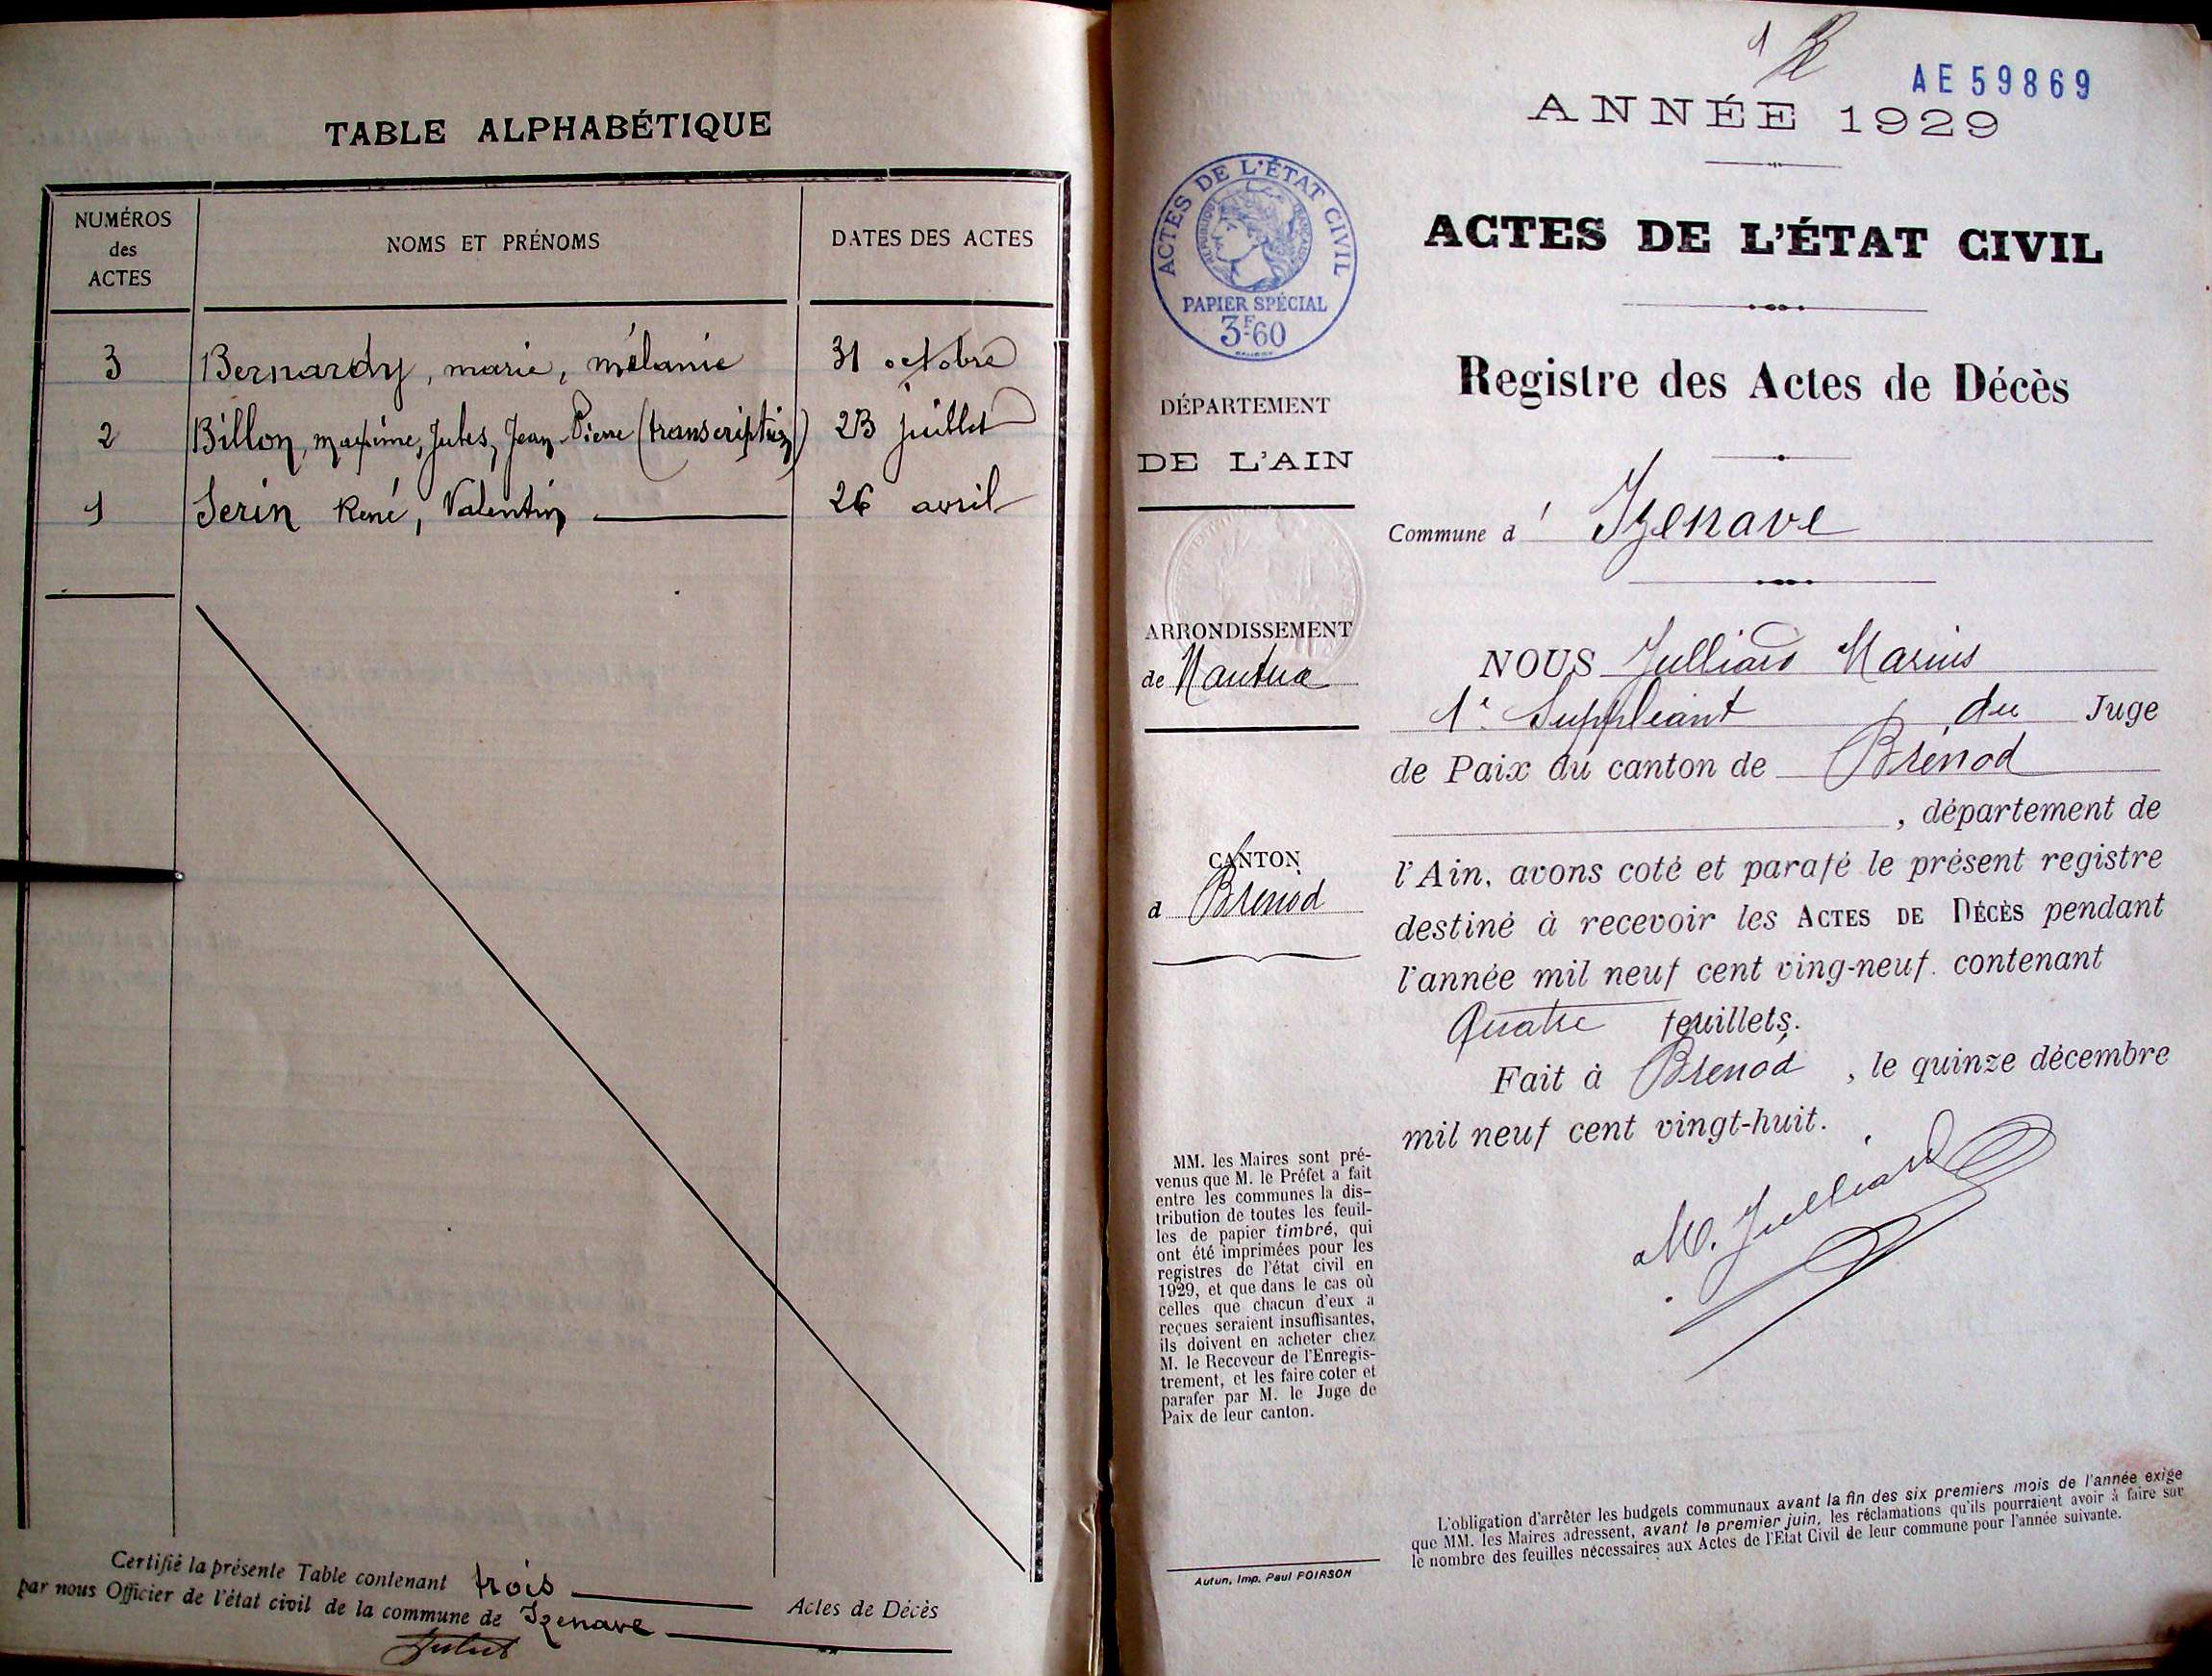 TABLE ALPHABÉTIQUE
NUMÉROS
des
ACTES
NOMS ET PRÉNOMS
DATES DES ACTES
3 Bernardy, marie, mélanie 31 octobre
2 Billon, maxime, Jules, Jean-Pierre (transcription) 23 juillet
1 Serin René, Valentin 26 avril
Certifié la présente Table contenant trois Actes de Décès
par nous Officier de l'état civil de la commune de Izenave
1
AE 59869
ANNÉE 1929
ACTES DE L'ÉTAT CIVIL
RÉPUBLIQUE FRANÇAISE
PAPIER SPÉCIAL
3F60
ACTES DE L'ÉTAT CIVIL
Registre des Actes de Décès
DÉPARTEMENT
DE L'AIN
Commune d' Izenave
ARRONDISSEMENT
de Nantua
CANTON
d Brénod
NOUS Julliard Marius
1er Suppléant du Juge
de Paix du canton de Brénod
, département de
l'Ain, avons coté et parafé le présent registre
destiné à recevoir les ACTES DE DÉCÈS pendant
l'année mil neuf cent ving-neuf. contenant
Quatre feuillets.
Fait à Brénod, le quinze décembre
mil neuf cent vingt-huit.
M. Julliard
MM. les Maires sont pré-
venus que M. le Préfet a fait
entre les communes la dis-
tribution de toutes les feuil-
les de papier timbré, qui
ont été imprimées pour les
registres de l'état civil en
1929, et que dans le cas où
celles que chacun d'eux a
reçues seraient insuffisantes,
ils doivent en acheter chez
M. le Receveur de l'Enregis-
trement, et les faire coter et
parafer par M. le Juge de
Paix de leur canton.
Autun, Imp. Paul POIRSON
L'obligation d'arrêter les budgets communaux avant la fin des six premiers mois de l'année exige
que MM. les Maires adressent, avant le premier juin, les réclamations qu'ils pourraient avoir à faire sur
le nombre des feuilles nécessaires aux Actes de l'Etat Civil de leur commune pour l'année suivante.